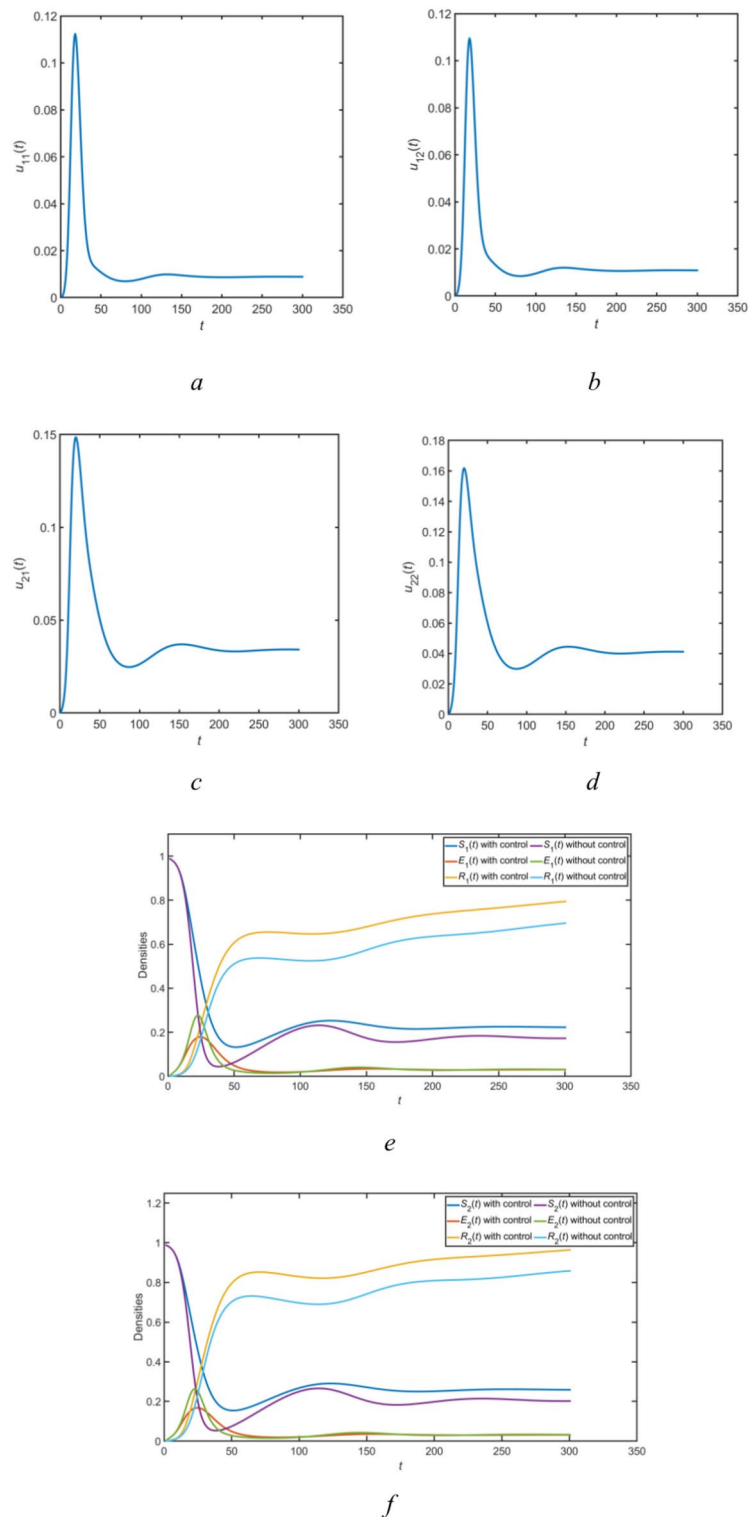 0.12 0.12
0.1 0.1
0.08 0.08
u11(t) 0.06 u12(t) 0.06
0.04 0.04
0.02 0.02
0 0
0 50 100 150 200 250 300 350 0 50 100 150 200 250 300 350
t t
a b
0.15 0.18
0.16
0.14
0.1 0.12
u21(t) u22(t) 0.1
0.08
0.05 0.06
0.04
0.02
0 0
0 50 100 150 200 250 300 350 0 50 100 150 200 250 300 350
t t
c d
S1(t) with control S1(t) without control
E1(t) with control E1(t) without control
R1(t) with control R1(t) without control
1
0.8
0.6
Densities
0.4
0.2
0
0 50 100 150 200 250 300 350
t
e
S2(t) with control S2(t) without control
E2(t) with control E2(t) without control
R2(t) with control R2(t) without control
1.2
1
0.8
Densities
0.6
0.4
0.2
0
0 50 100 150 200 250 300 350
t
f